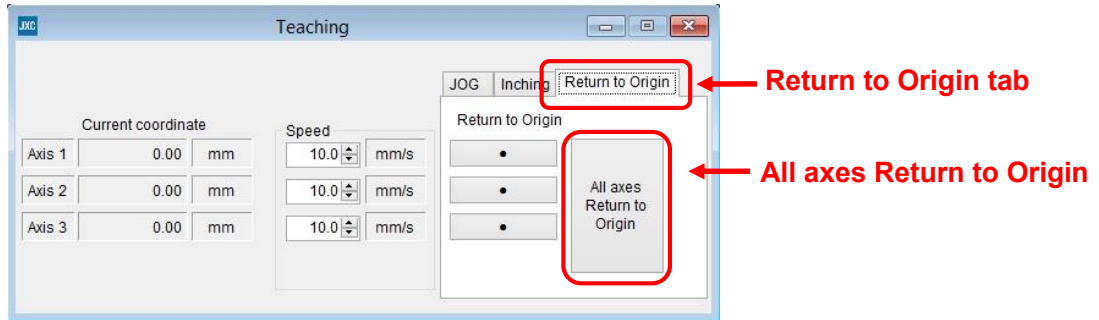 JXC Teaching
JOG Inching Return to Origin
Return to Origin tab
Current coordinate Speed Return to Origin
Axis 1 0.00 mm 10.0 mm/s •
Axis 2 0.00 mm 10.0 mm/s •
Axis 3 0.00 mm 10.0 mm/s •
All axes
Return to
Origin
All axes Return to Origin